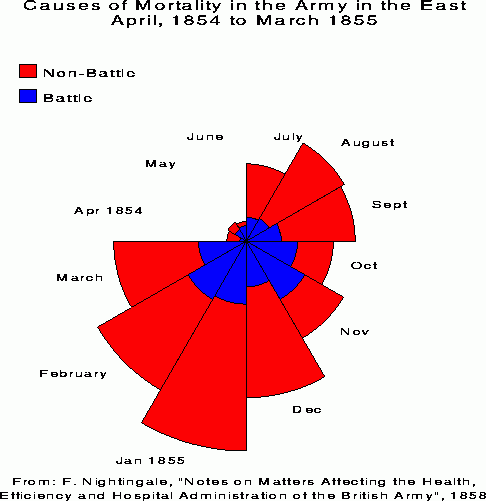 Causes of Mortality in the Army in the East
April, 1854 to March 1855
Non-Battle
Battle
June
July
August
May
Sept
Apr 1854
Oct
March
Nov
February
Dec
Jan 1855
From: F. Nightingale, "Notes on Matters Affecting the Health,
Efficiency and Hospital Administration of the British Army", 1858